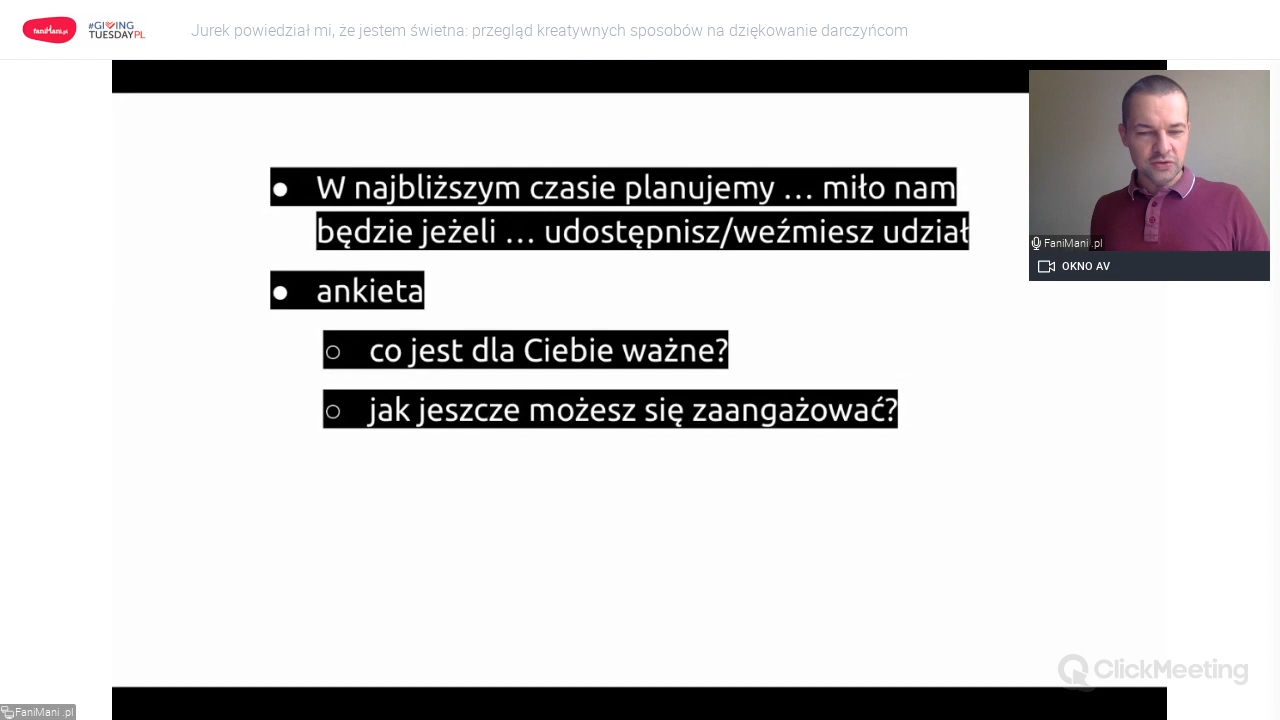 faniMani.pl
#GIVING
TUESDAYPL
Jurek powiedział mi, że jestem świetna: przegląd kreatywnych sposobów na dziękowanie darczyńcom
● W najbliższym czasie planujemy … miło nam
będzie jeżeli … udostępnisz/weźmiesz udział
● ankieta
○ co jest dla Ciebie ważne?
○ jak jeszcze możesz się zaangażować?
FaniMani .pl
OKNO AV
ClickMeeting
FaniMani .pl